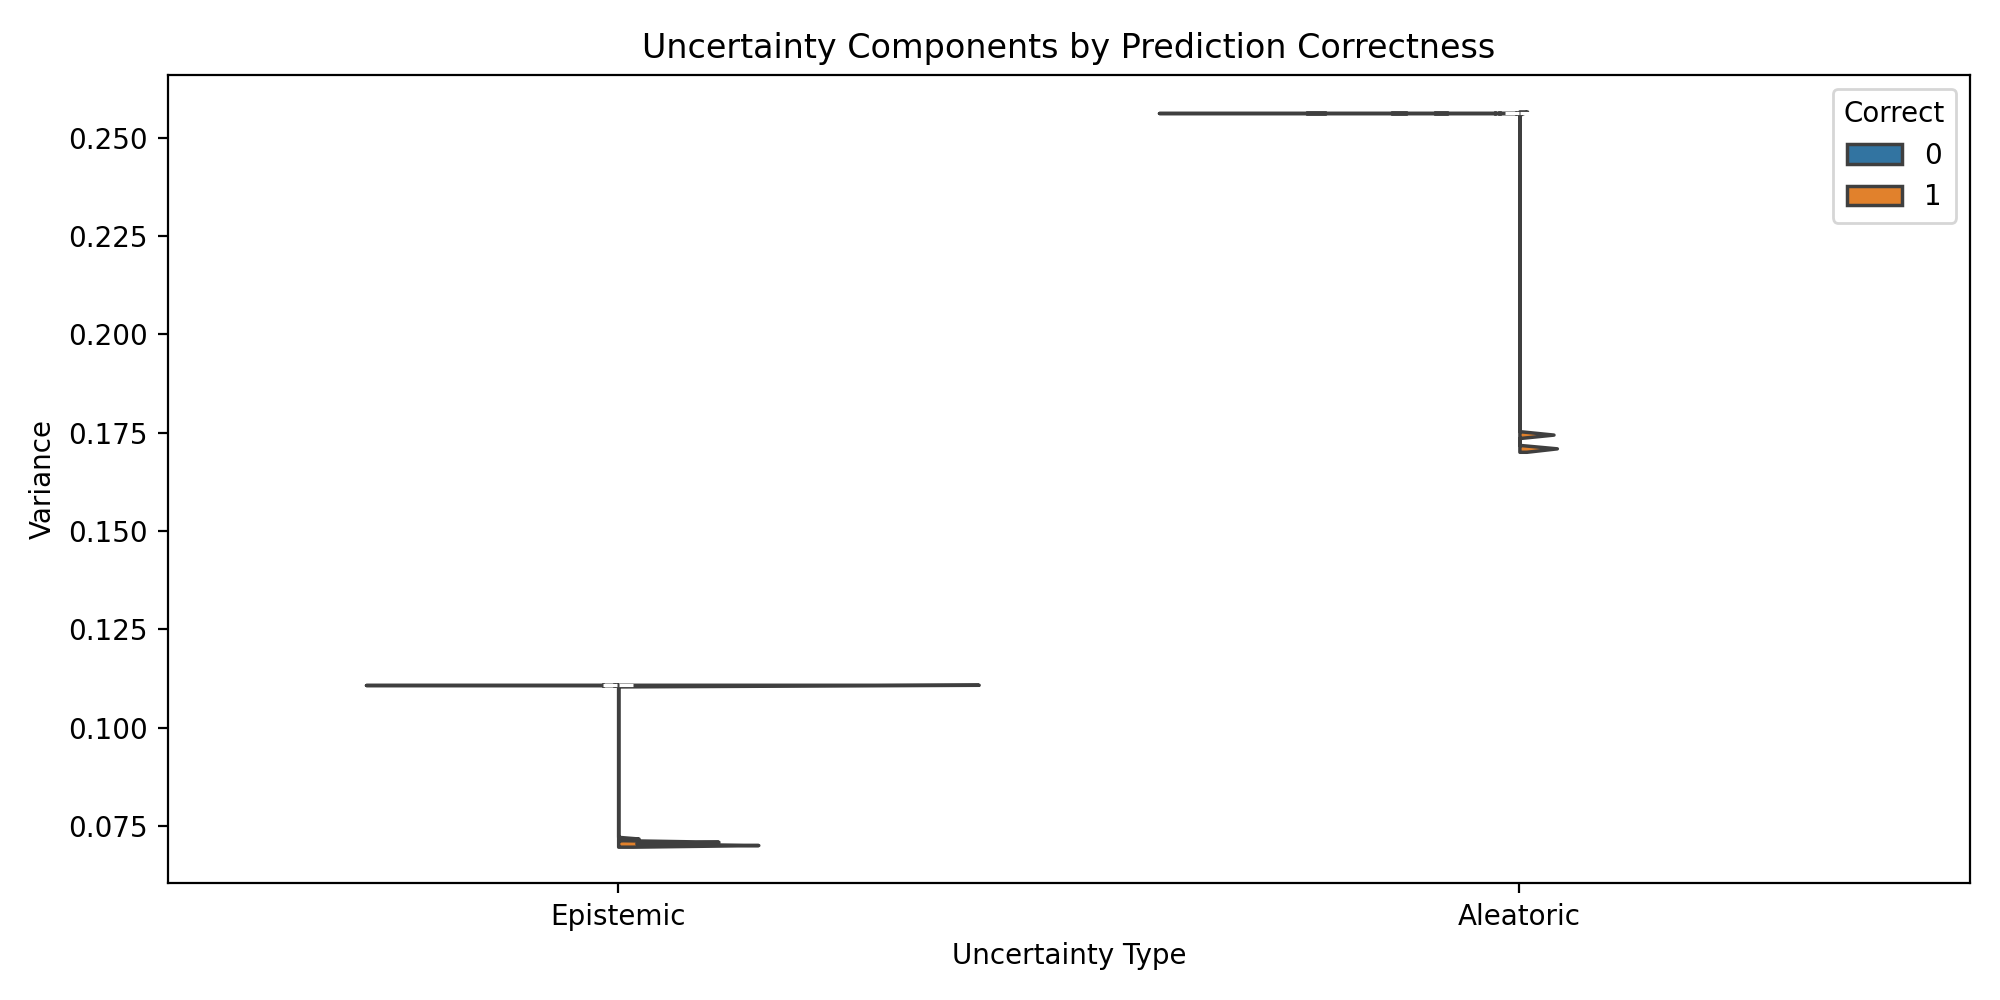 Uncertainty Components by Prediction Correctness
Correct
0
1
0.250
0.225
0.200
0.175
0.150
0.125
0.100
0.075
Variance
Epistemic
Aleatoric
Uncertainty Type